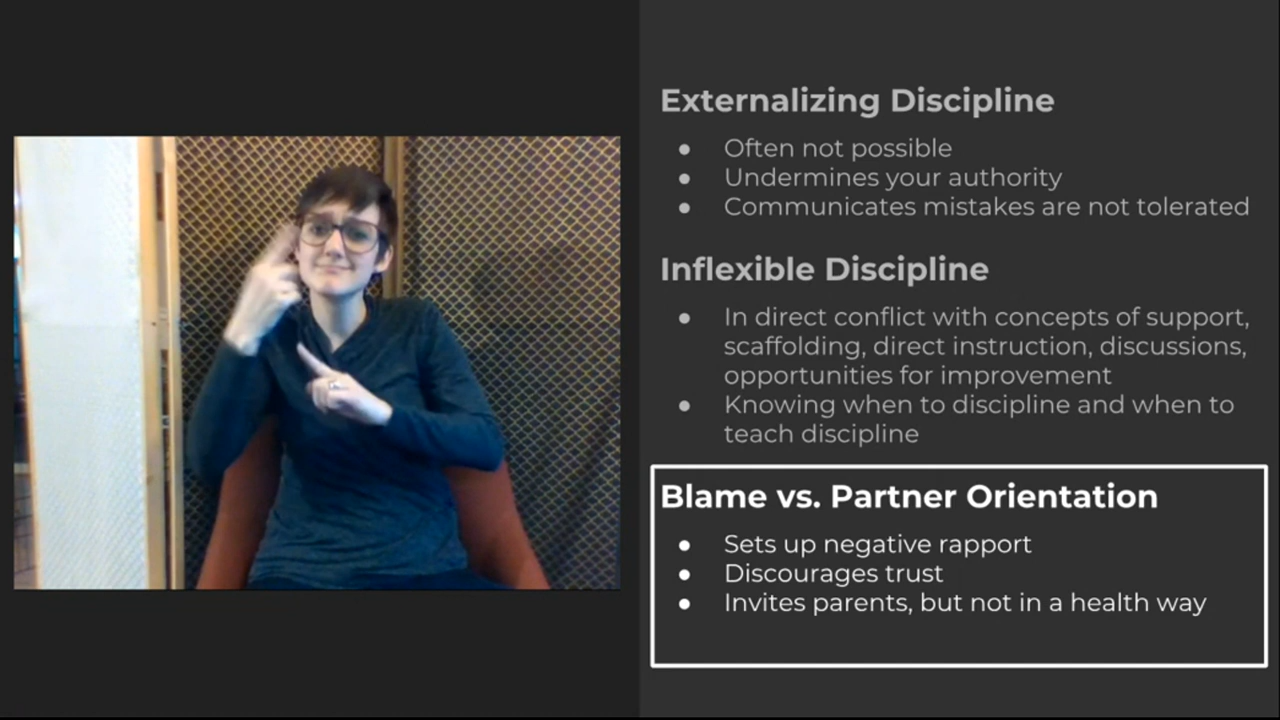 Externalizing Discipline
● Often not possible
● Undermines your authority
● Communicates mistakes are not tolerated
Inflexible Discipline
● In direct conflict with concepts of support,
scaffolding, direct instruction, discussions,
opportunities for improvement
● Knowing when to discipline and when to
teach discipline
Blame vs. Partner Orientation
● Sets up negative rapport
● Discourages trust
● Invites parents, but not in a health way